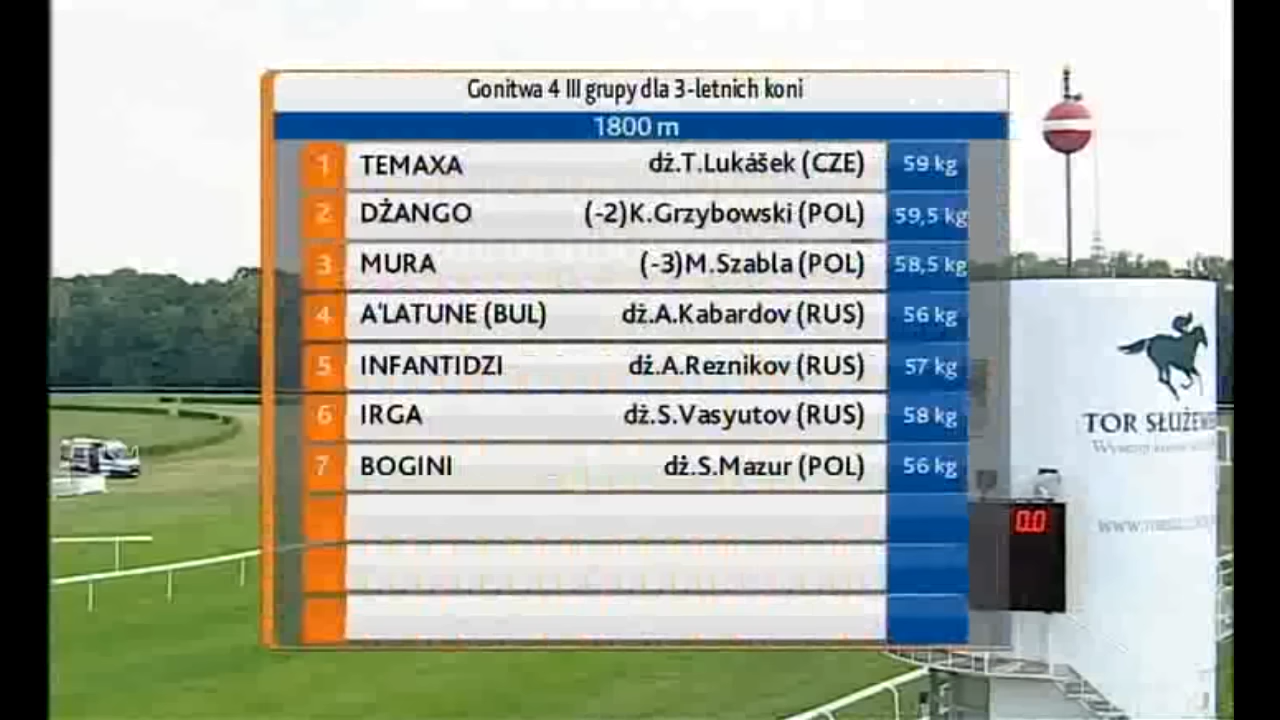 Gonitwa 4 III grupy dla 3-letnich koni
1800 m
1 TEMAXA dż.T.Lukášek (CZE) 59 kg
2 DŻANGO (-2)K.Grzybowski (POL) 59,5 kg
3 MURA (-3)M.Szabla (POL) 58,5 kg
4 A'LATUNE (BUL) dż.A.Kabardov (RUS) 56 kg
5 INFANTIDZI dż.A.Reznikov (RUS) 57 kg
6 IRGA dż.S.Vasyutov (RUS) 58 kg
7 BOGINI dż.S.Mazur (POL) 56 kg
TOR SŁUŻEW
0.0